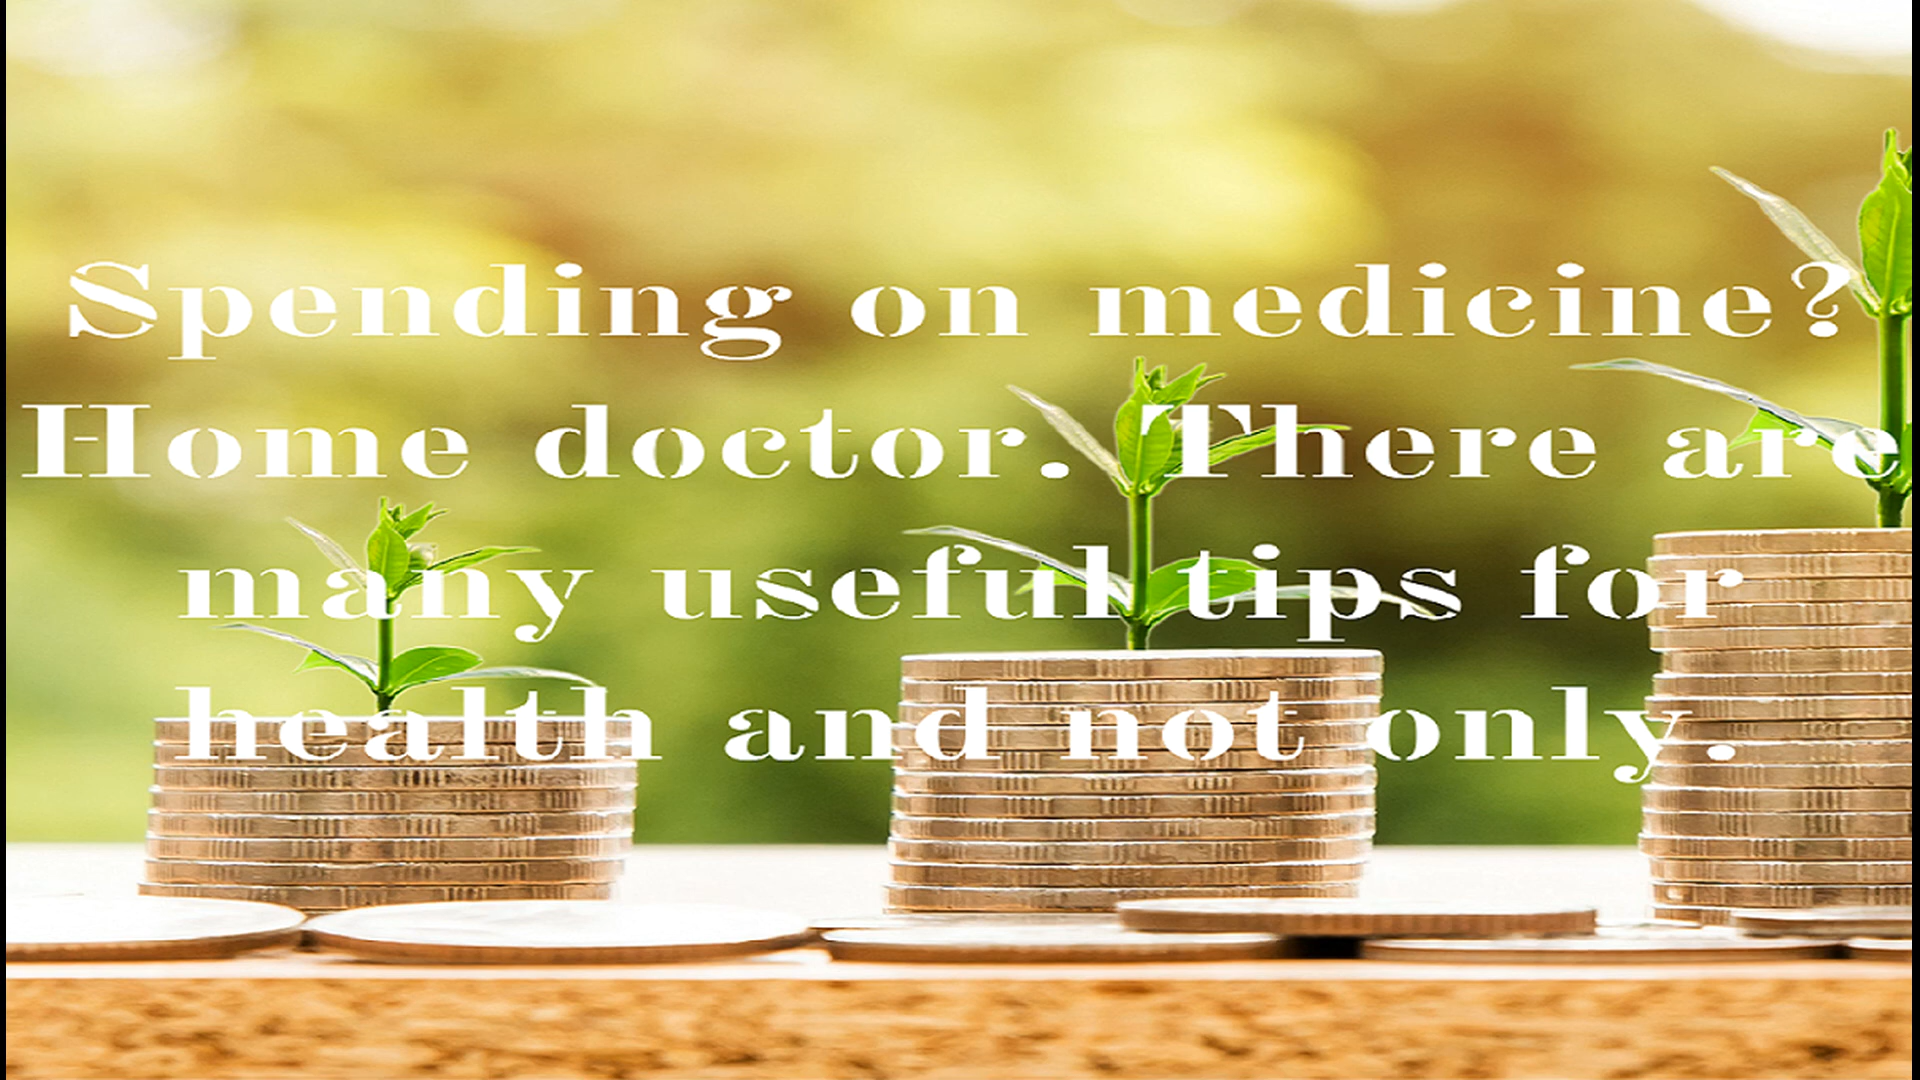 Spending on medicine?
Home doctor. There are
many useful tips for
health and not only.